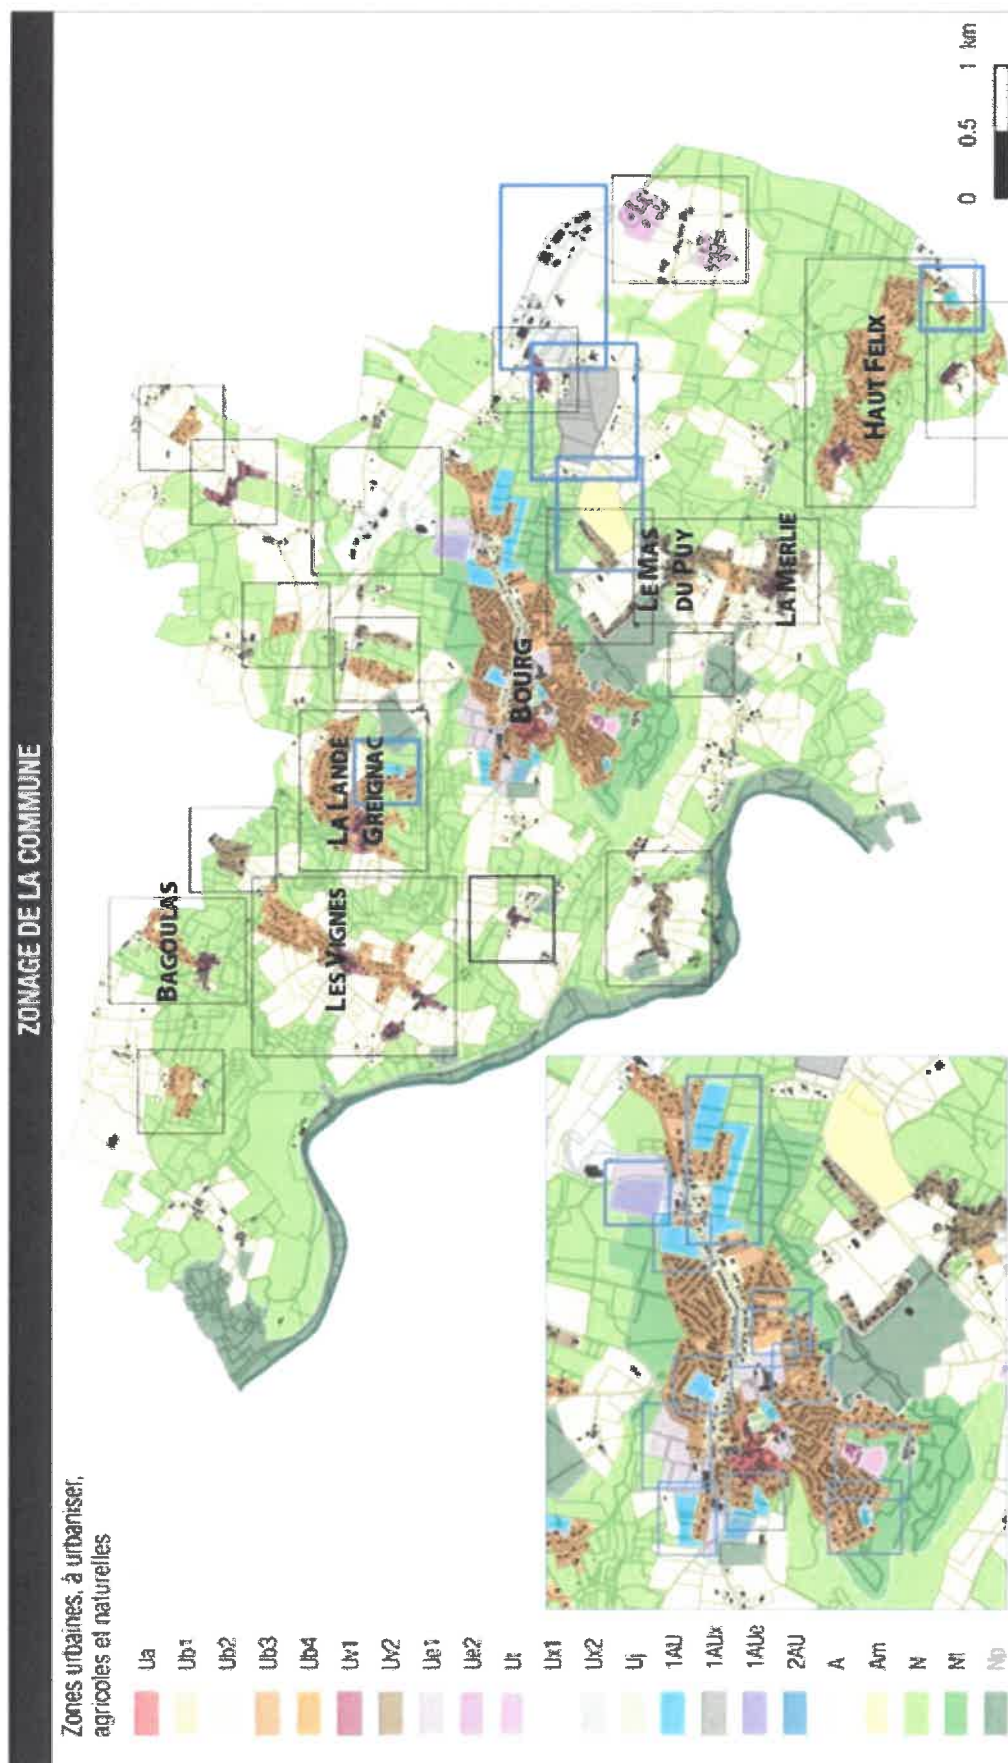 ZONAGE DE LA COMMUNE
Zones urbaines, à urbaniser,
agricoles et naturelles
Ua
Ub1
Ub2
Ub3
Ub4
Uv1
Uv2
Ue1
Ue2
Ut
Ux1
Ux2
Uj
1AU
1AUx
1AUe
2AU
A
Am
N
Nt
Np
BAGOULAS
LES VIGNES
LA LANDE
GREIGNAC
BOURG
LE MAS
DU PUY
LA MERLIE
HAUT FELIX
0 0.5 1 km